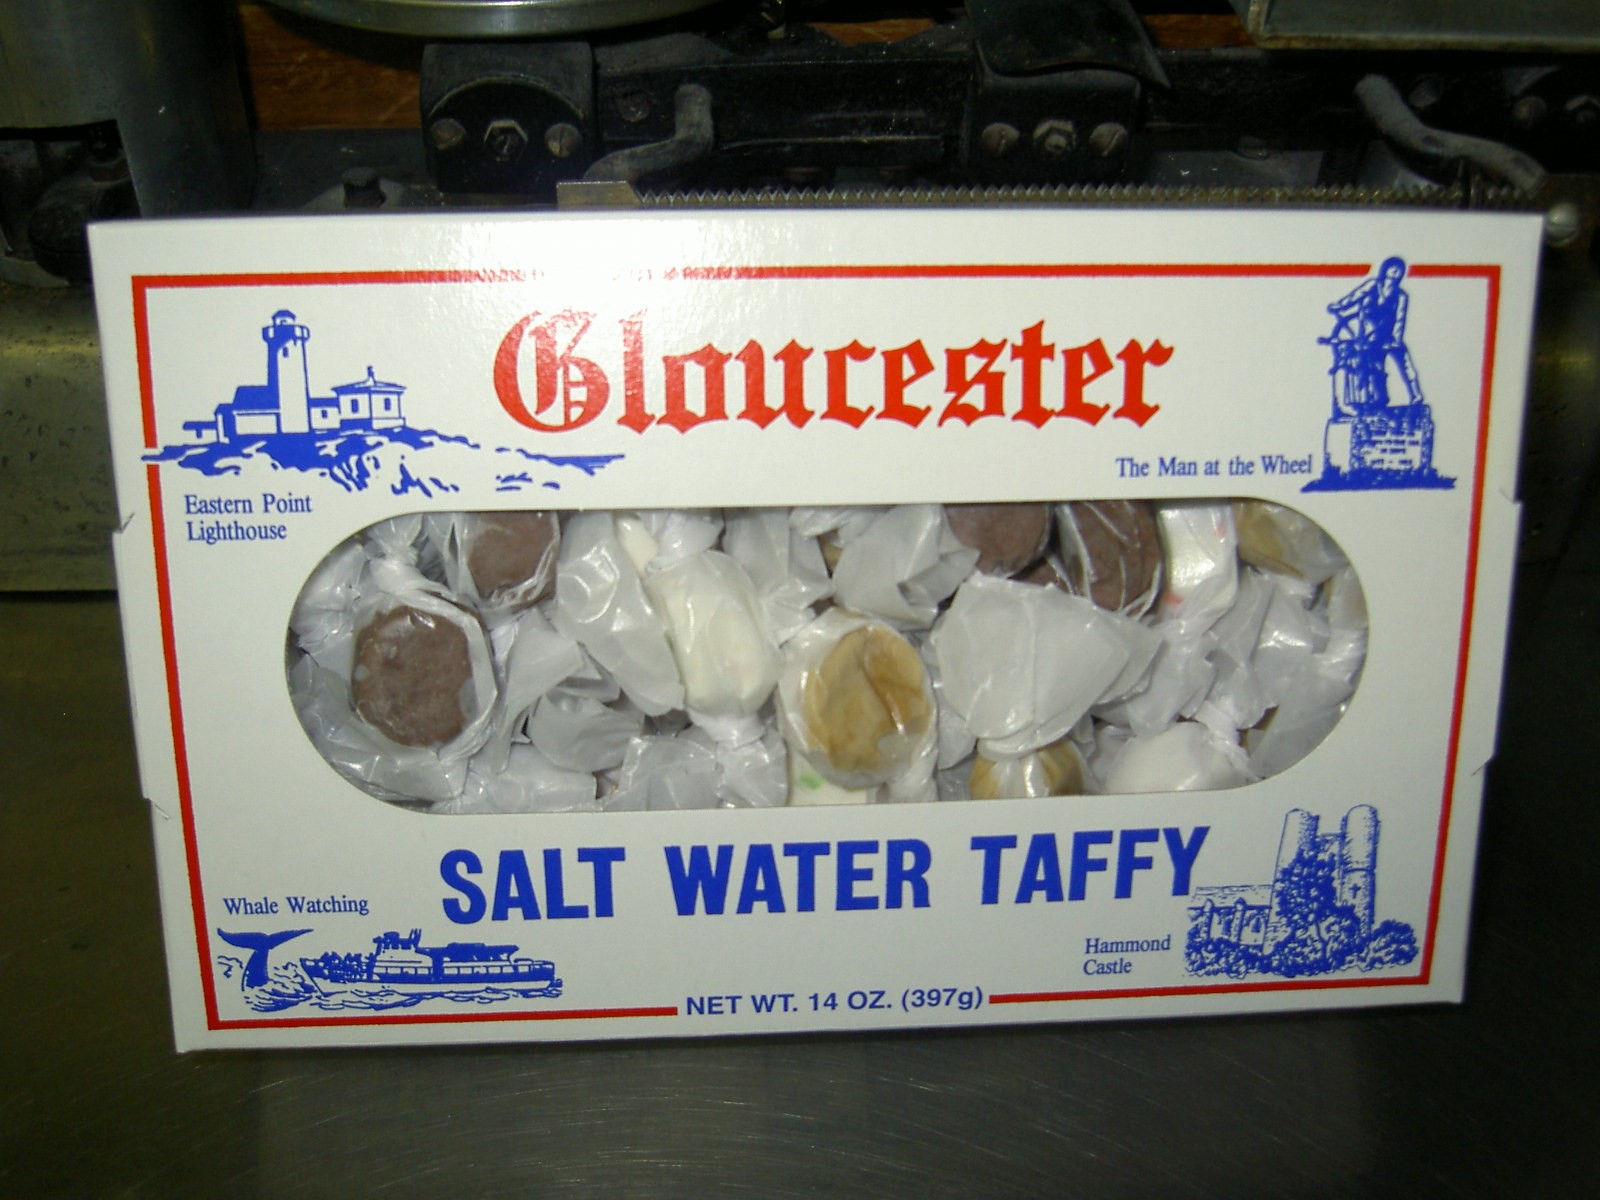 Gloucester
The Man at the Wheel
Eastern Point
Lighthouse
SALT WATER TAFFY
Whale Watching
Hammond
Castle
NET WT. 14 OZ. (397g)